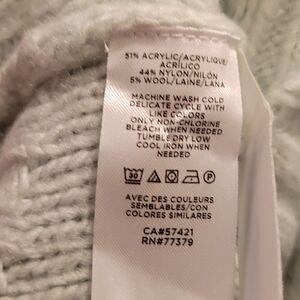 51% ACRYLIC/ACRYLIQUE/
ACRÍLICO
44% NYLON/NILÓN
5% WOOL/LAINE/LANA
MACHINE WASH COLD
DELICATE CYCLE WITH
LIKE COLORS
ONLY NON-CHLORINE
BLEACH WHEN NEEDED
TUMBLE DRY LOW
COOL IRON WHEN
NEEDED
30 P
AVEC DES COULEURS
SEMBLABLES/CON
COLORES SIMILARES
CA#57421
RN#77379